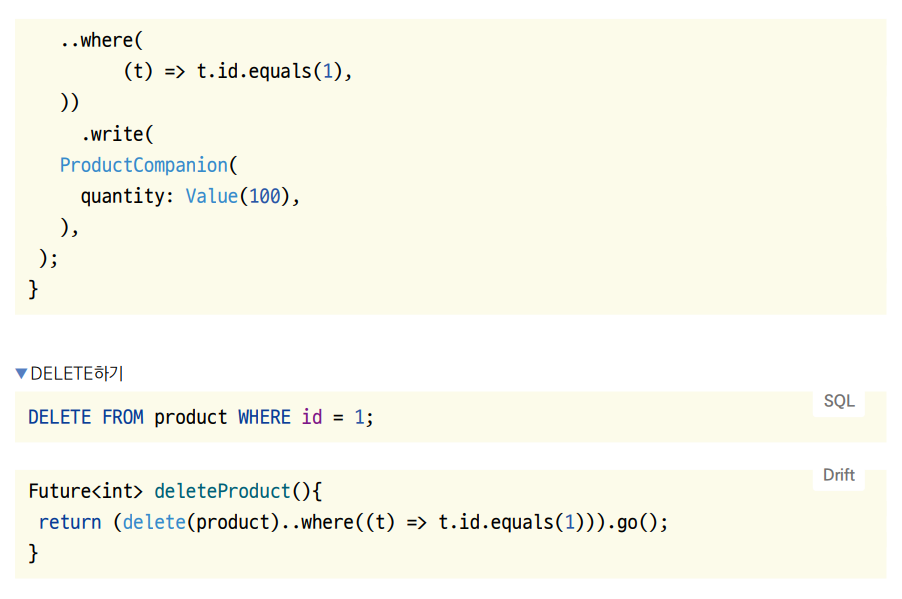 ..where(
(t) => t.id.equals(1),
))
.write(
ProductCompanion(
quantity: Value(100),
),
);
}
▼DELETE하기
SQL
DELETE FROM product WHERE id = 1;
Drift
Future<int> deleteProduct(){
return (delete(product)..where((t) => t.id.equals(1))).go();
}